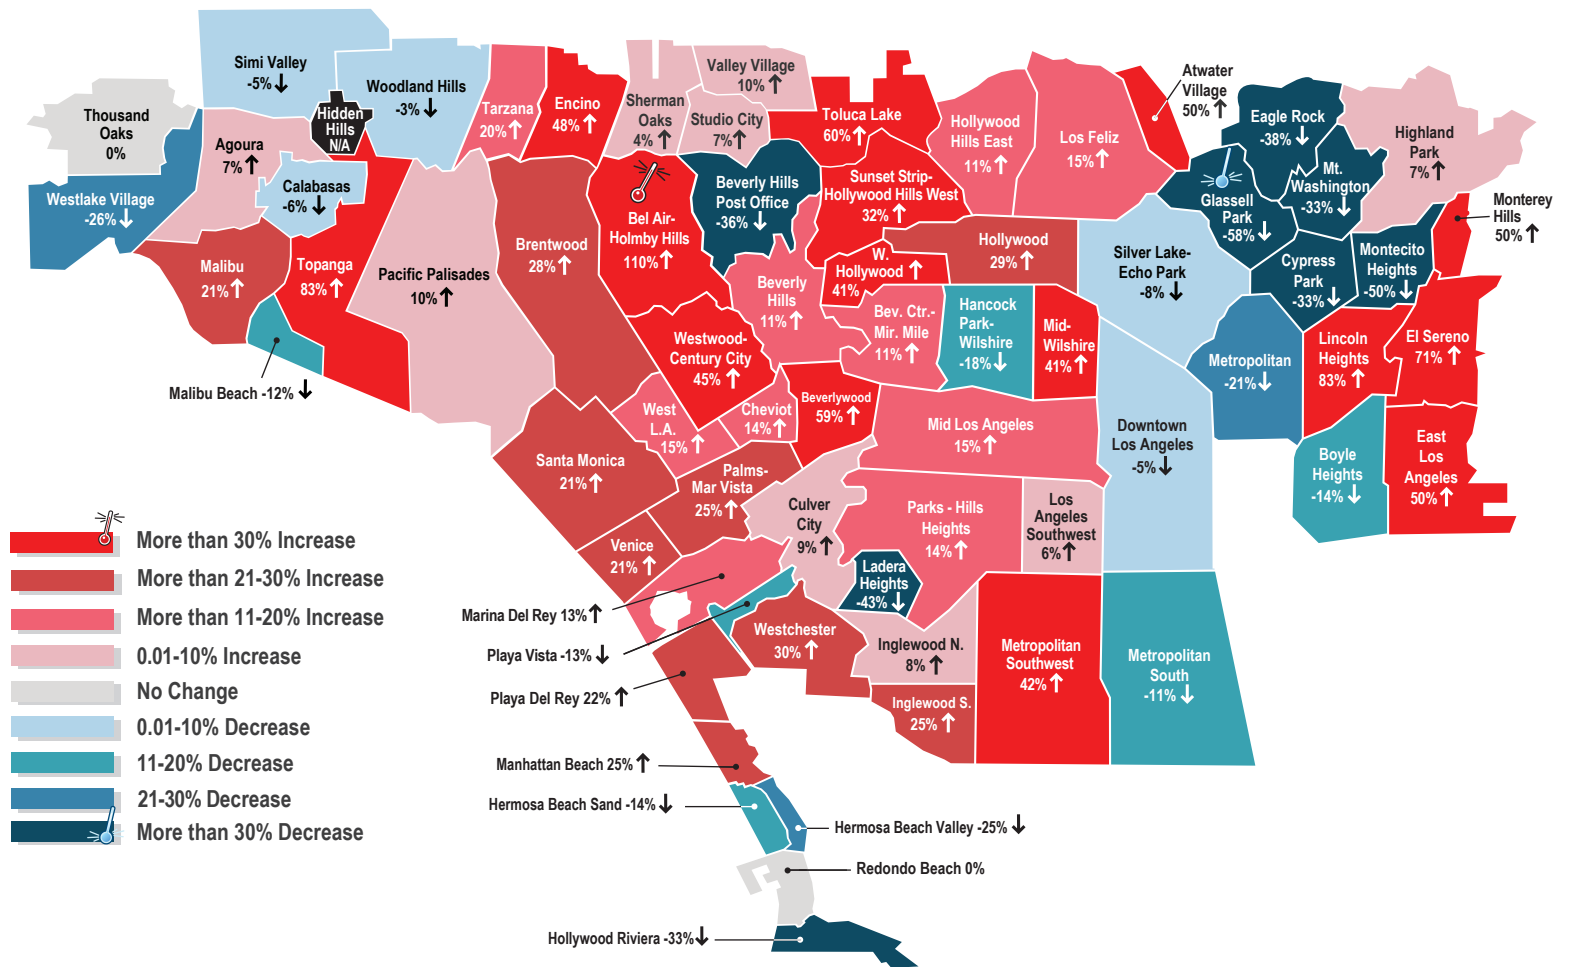 Simi Valley
-5%
Woodland Hills
-3%
Thousand
Oaks
0%
Hidden
Hills
N/A
Agoura
7%
Calabasas
-6%
Westlake Village
-26%
Malibu
21%
Topanga
83%
Malibu Beach -12%
Tarzana
20%
Encino
48%
Sherman
Oaks
4%
Valley Village
10%
Studio City
7%
Toluca Lake
60%
Hollywood
Hills East
11%
Los Feliz
15%
Atwater
Village
50%
Eagle Rock
-38%
Mt.
Washington
-33%
Highland
Park
7%
Glassell
Park
-58%
Monterey
Hills
50%
Montecito
Heights
-50%
Cypress
Park
-33%
Pacific Palisades
10%
Brentwood
28%
Bel Air-
Holmby Hills
110%
Beverly Hills
Post Office
-36%
Sunset Strip-
Hollywood Hills West
32%
W.
Hollywood
41%
Hollywood
29%
Silver Lake-
Echo Park
-8%
Beverly
Hills
11%
Bev. Ctr.-
Mir. Mile
11%
Hancock
Park-
Wilshire
-18%
Mid-
Wilshire
41%
Metropolitan
-21%
Lincoln
Heights
83%
El Sereno
71%
Westwood-
Century City
45%
West
L.A.
15%
Cheviot
14%
Beverlywood
59%
Mid Los Angeles
15%
Downtown
Los Angeles
-5%
Boyle
Heights
-14%
East
Los
Angeles
50%
Santa Monica
21%
Palms-
Mar Vista
25%
Culver
City
9%
Parks - Hills
Heights
14%
Los
Angeles
Southwest
6%
Venice
21%
Ladera
Heights
-43%
Marina Del Rey 13%
Playa Vista -13%
Westchester
30%
Inglewood N.
8%
Metropolitan
Southwest
42%
Metropolitan
South
-11%
Playa Del Rey 22%
Inglewood S.
25%
Manhattan Beach 25%
Hermosa Beach Sand -14%
Hermosa Beach Valley -25%
Redondo Beach 0%
Hollywood Riviera -33%
More than 30% Increase
More than 21-30% Increase
More than 11-20% Increase
0.01-10% Increase
No Change
0.01-10% Decrease
11-20% Decrease
21-30% Decrease
More than 30% Decrease